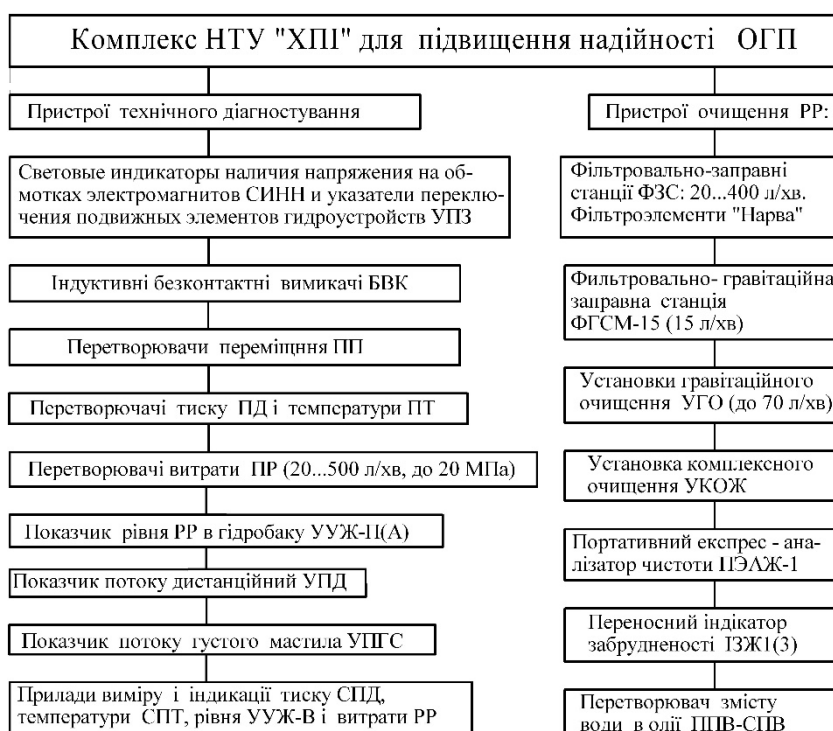 Комплекс НТУ "ХПІ" для підвищення надійності ОГП
Пристрої технічного діагностування
Световые индикаторы наличия напряжения на об-
мотках электромагнитов СИНН и указатели переклю-
чения подвижных элементов гидроустройств УПЗ
Індуктивні безконтактні вимикачі БВК
Перетворювачи переміщння ПП
Перетворючачі тиску ПД і температури ПТ
Перетворювачі витрати ПР (20...500 л/хв, до 20 МПа)
Показчик рівня РР в гідробаку УУЖ-П(А)
Показчик потоку дистанційний УПД
Показчик потоку густого мастила УПГС
Прилади виміру і індикації тиску СПД,
температури СПТ, рівня УУЖ-В і витрати РР
Пристрої очищення РР:
Фільтровально-заправні
станції ФЗС: 20...400 л/хв.
Фільтроэлементи "Нарва"
Фильтровально- гравітаційна
заправна станція
ФГСМ-15 (15 л/хв)
Установки гравітаційного
очищення УГО (до 70 л/хв)
Установка комплексного
очищення УКОЖ
Портативний експрес - ана-
лізатор чистоти ПЭАЖ-1
Переносний індікатор
забрудненості ІЗЖ1(3)
Перетворювач змісту
води в олії ППВ-СПВ